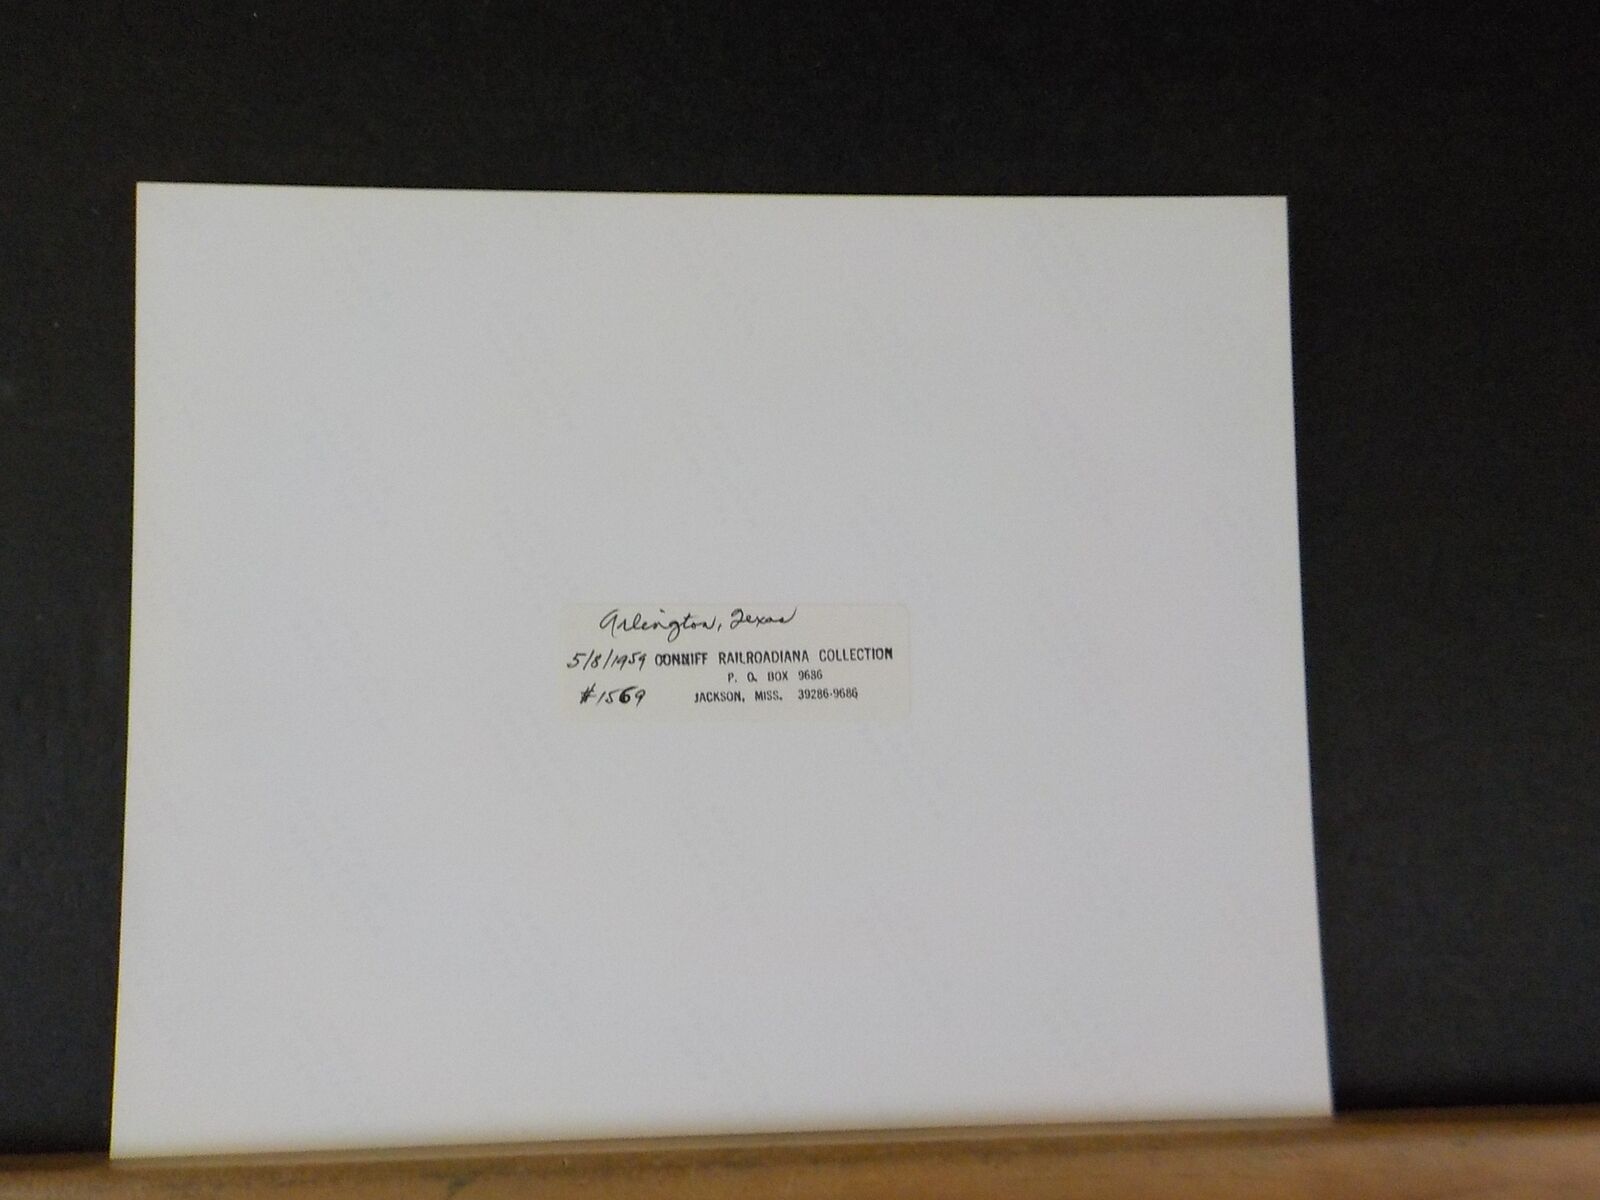 Arlington, Texas
5/8/1959 CONNIFF RAILROADIANA COLLECTION
P. O. BOX 9686
#1569 JACKSON, MISS. 39286-9686